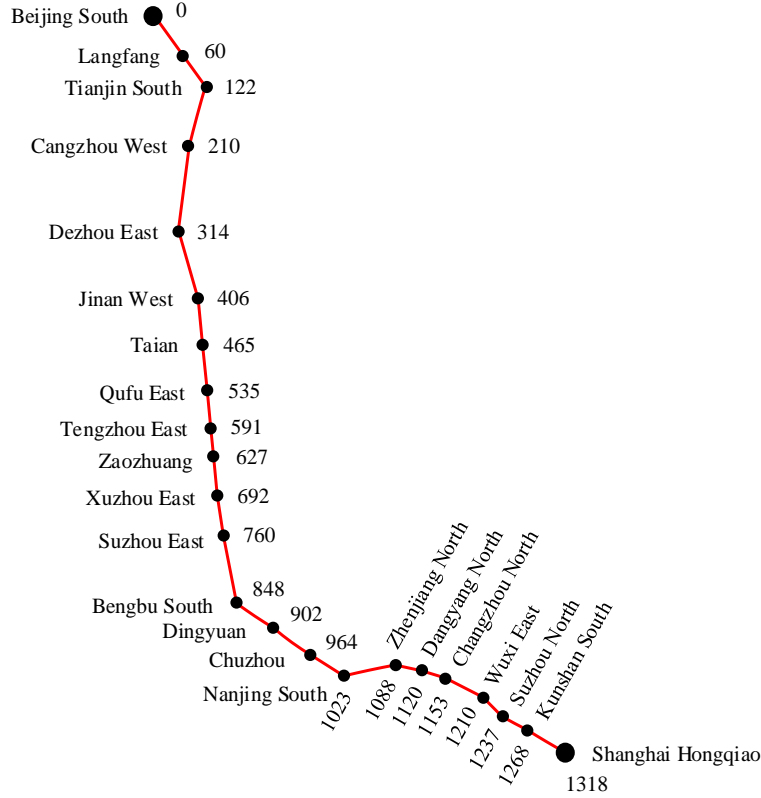 Beijing South 0
Langfang 60
Tianjin South 122
Cangzhou West 210
Dezhou East 314
Jinan West 406
Taian 465
Qufu East 535
Tengzhou East 591
Zaozhuang 627
Xuzhou East 692
Suzhou East 760
Bengbu South 848
Dingyuan 902
Chuzhou 964
Nanjing South 1023
Zhenjiang North 1088
Dangyang North 1120
Changzhou North 1153
Wuxi East 1210
Suzhou North 1237
Kunshan South 1268
Shanghai Hongqiao 1318